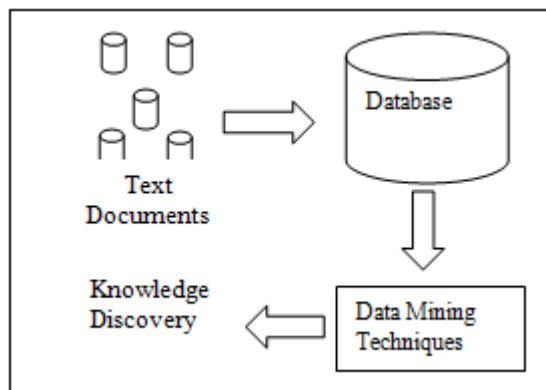 Database
Text
Documents
Knowledge
Discovery
Data Mining
Techniques